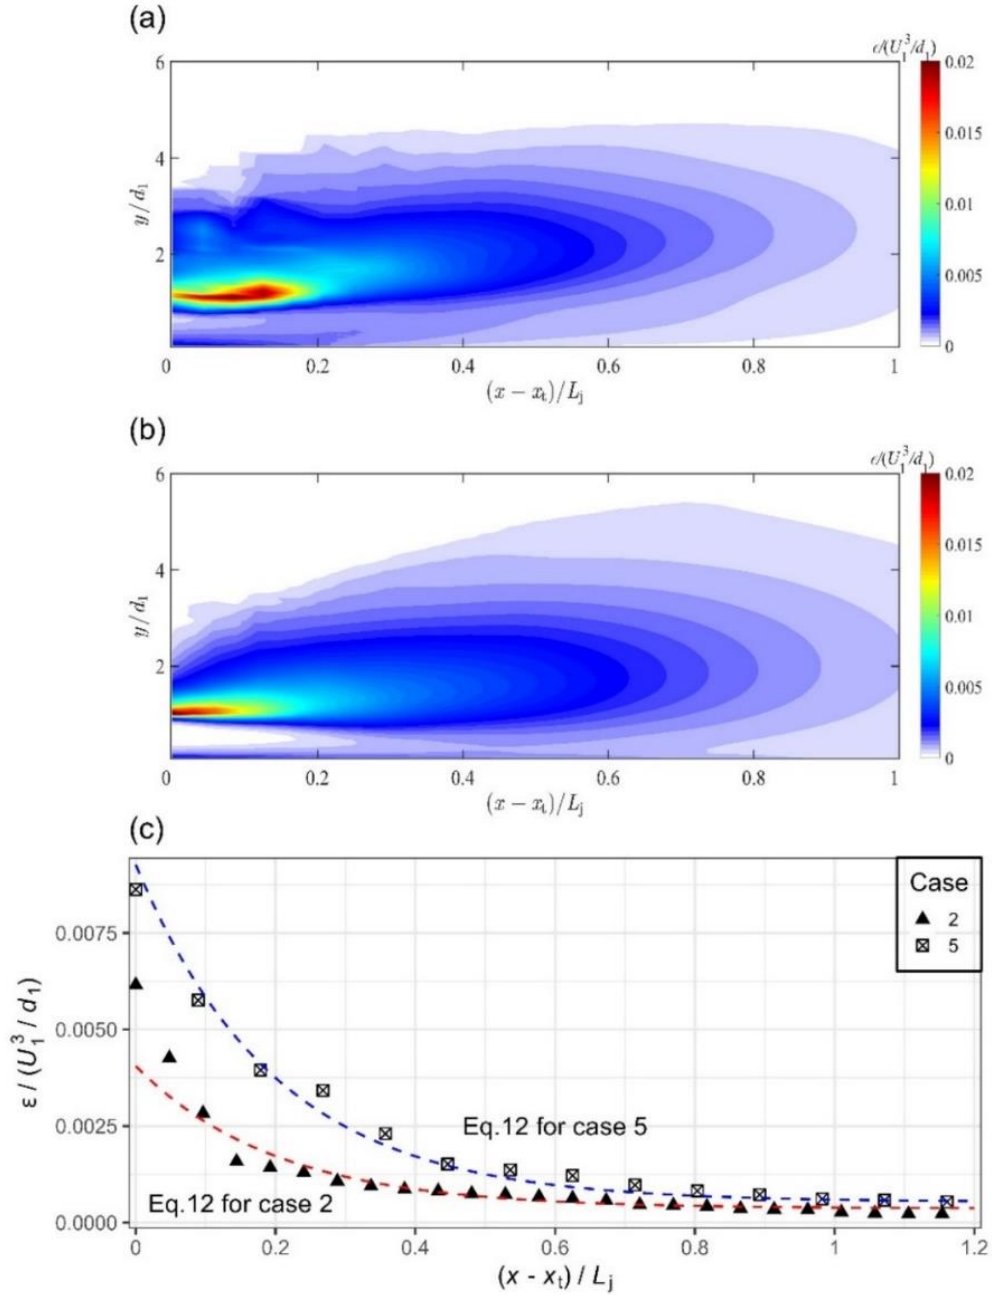 (a)
ϵ/(U₁³/d₁)
6
4
2
y/d₁
0.02
0.015
0.01
0.005
0
0 0.2 0.4 0.6 0.8 1
(x − xₜ)/Lⱼ
(b)
ϵ/(U₁³/d₁)
6
4
2
y/d₁
0.02
0.015
0.01
0.005
0
0 0.2 0.4 0.6 0.8 1
(x − xₜ)/Lⱼ
(c)
ε / (U₁³ / d₁)
0.0075
0.0050
0.0025
0.0000
Case
2
5
Eq.12 for case 5
Eq.12 for case 2
0 0.2 0.4 0.6 0.8 1 1.2
(x - xₜ) / Lⱼ